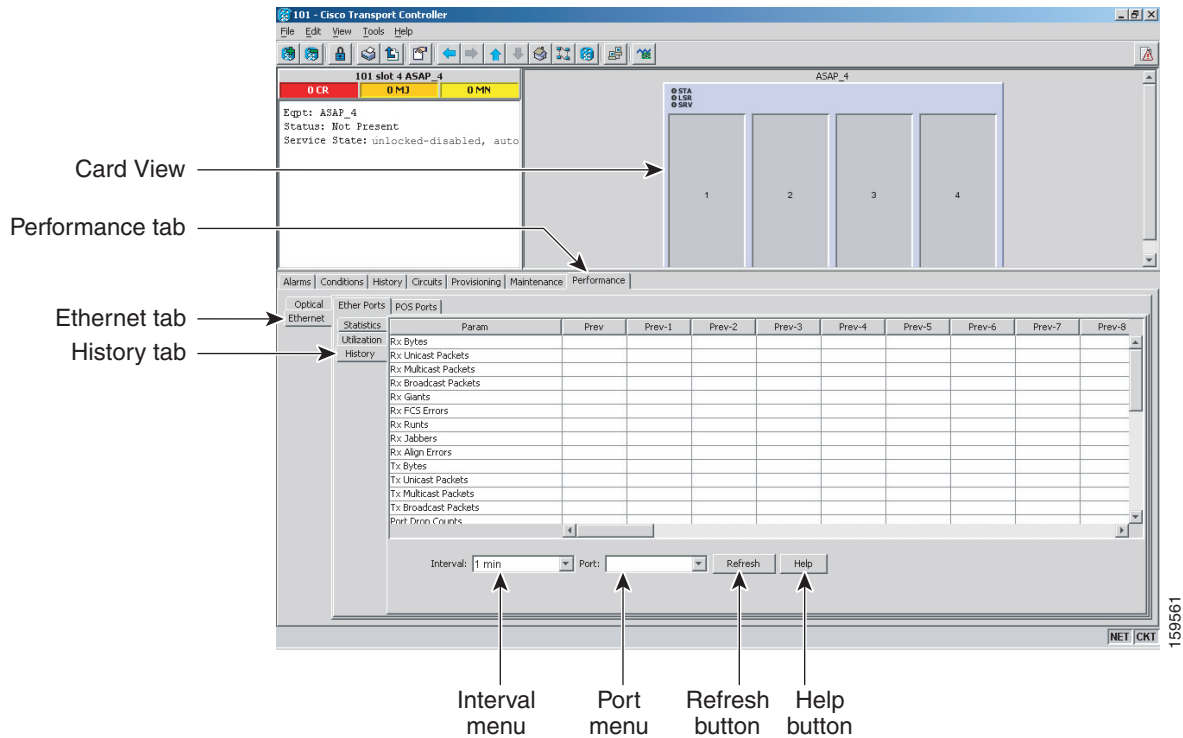 101 - Cisco Transport Controller
File Edit View Tools Help
101 slot 4 ASAP_4
0 CR 0 MJ 0 MN
Eqpt: ASAP_4
Status: Not Present
Service State: unlocked-disabled, auto
ASAP_4
STA
LSR
SRV
1 2 3 4
Card View
Performance tab
Ethernet tab
History tab
Alarms Conditions History Circuits Provisioning Maintenance Performance
Optical
Ethernet
Ether Ports POS Ports
Statistics
Utilization
History
Param Prev Prev-1 Prev-2 Prev-3 Prev-4 Prev-5 Prev-6 Prev-7 Prev-8
Rx Bytes
Rx Unicast Packets
Rx Multicast Packets
Rx Broadcast Packets
Rx Giants
Rx FCS Errors
Rx Runts
Rx Jabbers
Rx Align Errors
Tx Bytes
Tx Unicast Packets
Tx Multicast Packets
Tx Broadcast Packets
Port Drop Counts
Interval: 1 min Port: Refresh Help
NET CKT
159561
Interval menu
Port menu
Refresh button
Help button